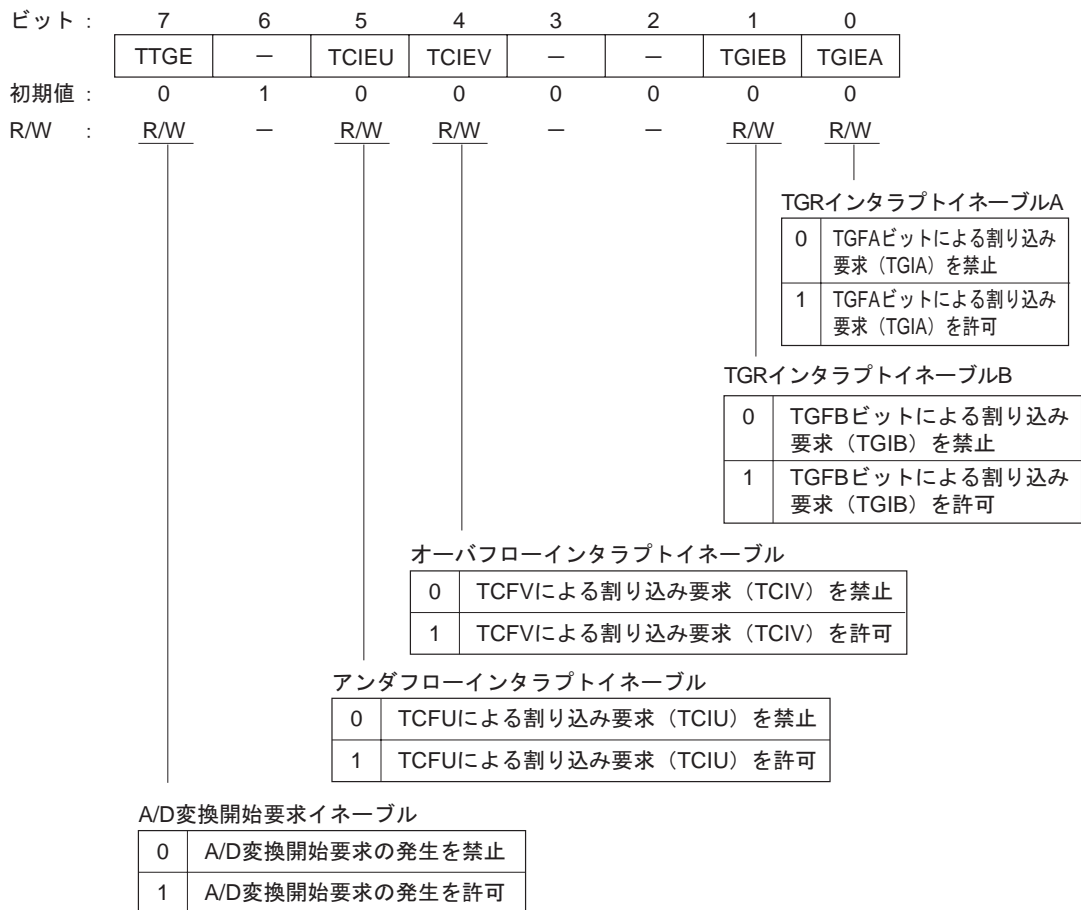 ビット : 7 6 5 4 3 2 1 0
TTGE — TCIEU TCIEV — — TGIEB TGIEA
初期値 : 0 1 0 0 0 0 0 0
R/W : R/W — R/W R/W — — R/W R/W
TGRインタラプトイネーブルA
0 TGFAビットによる割り込み
要求（TGIA）を禁止
1 TGFAビットによる割り込み
要求（TGIA）を許可
TGRインタラプトイネーブルB
0 TGFBビットによる割り込み
要求（TGIB）を禁止
1 TGFBビットによる割り込み
要求（TGIB）を許可
オーバフローインタラプトイネーブル
0 TCFVによる割り込み要求（TCIV）を禁止
1 TCFVによる割り込み要求（TCIV）を許可
アンダフローインタラプトイネーブル
0 TCFUによる割り込み要求（TCIU）を禁止
1 TCFUによる割り込み要求（TCIU）を許可
A/D変換開始要求イネーブル
0 A/D変換開始要求の発生を禁止
1 A/D変換開始要求の発生を許可